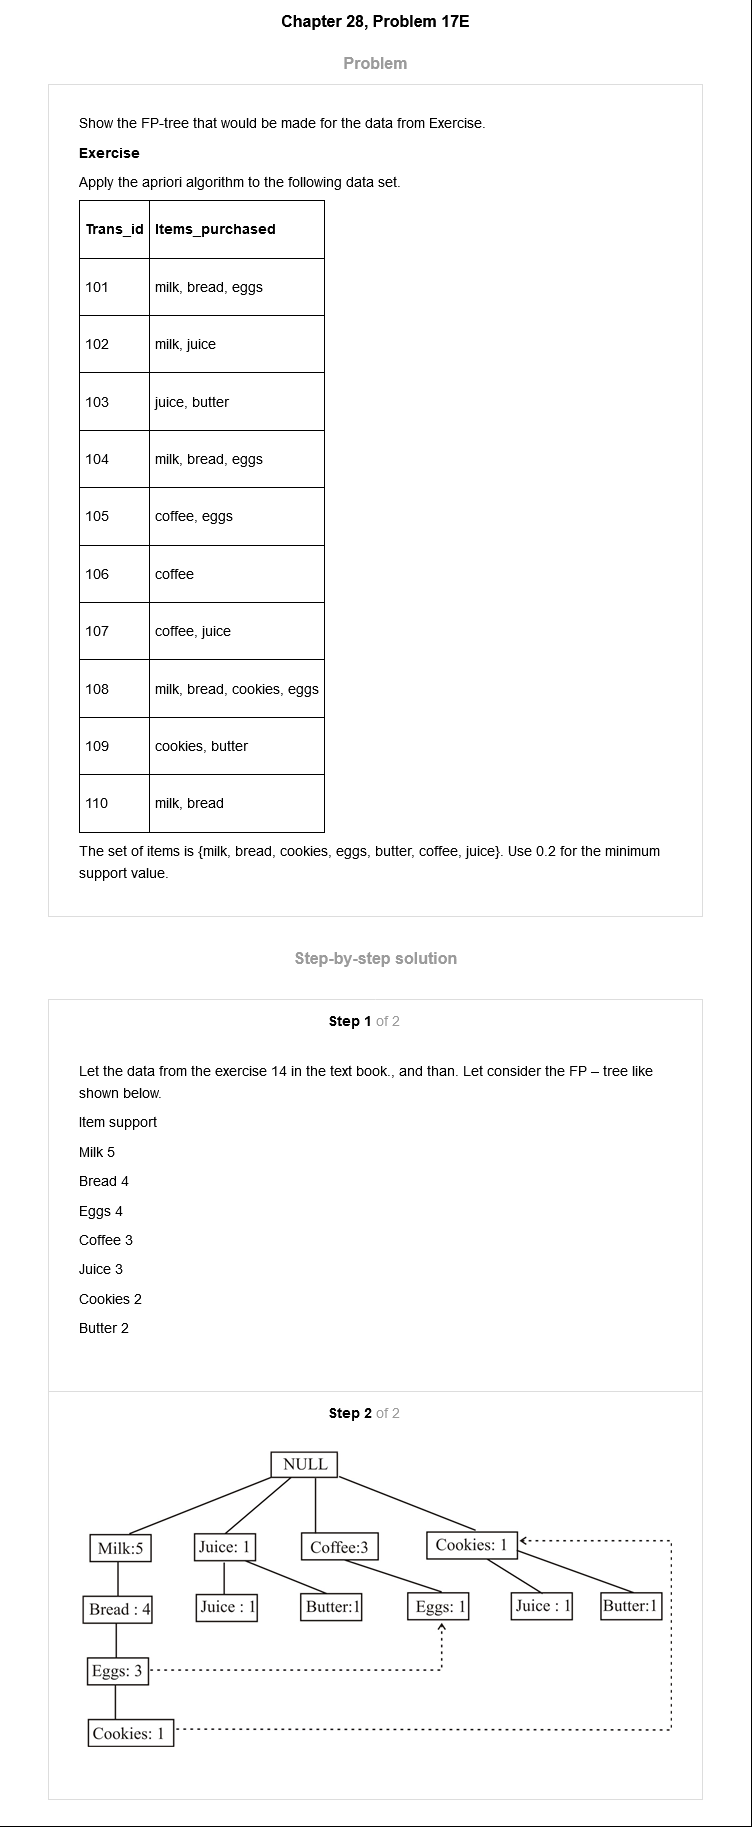 Chapter 28, Problem 17E
Problem
Show the FP-tree that would be made for the data from Exercise.
Exercise
Apply the apriori algorithm to the following data set.
Trans_id Items_purchased
101 milk, bread, eggs
102 milk, juice
103 juice, butter
104 milk, bread, eggs
105 coffee, eggs
106 coffee
107 coffee, juice
108 milk, bread, cookies, eggs
109 cookies, butter
110 milk, bread
The set of items is {milk, bread, cookies, eggs, butter, coffee, juice}. Use 0.2 for the minimum
support value.
Step-by-step solution
Step 1 of 2
Let the data from the exercise 14 in the text book., and than. Let consider the FP – tree like
shown below.
Item support
Milk 5
Bread 4
Eggs 4
Coffee 3
Juice 3
Cookies 2
Butter 2
Step 2 of 2
NULL
Milk:5 Juice: 1 Coffee:3 Cookies: 1
Bread : 4 Juice : 1 Butter:1 Eggs: 1 Juice : 1 Butter:1
Eggs: 3
Cookies: 1